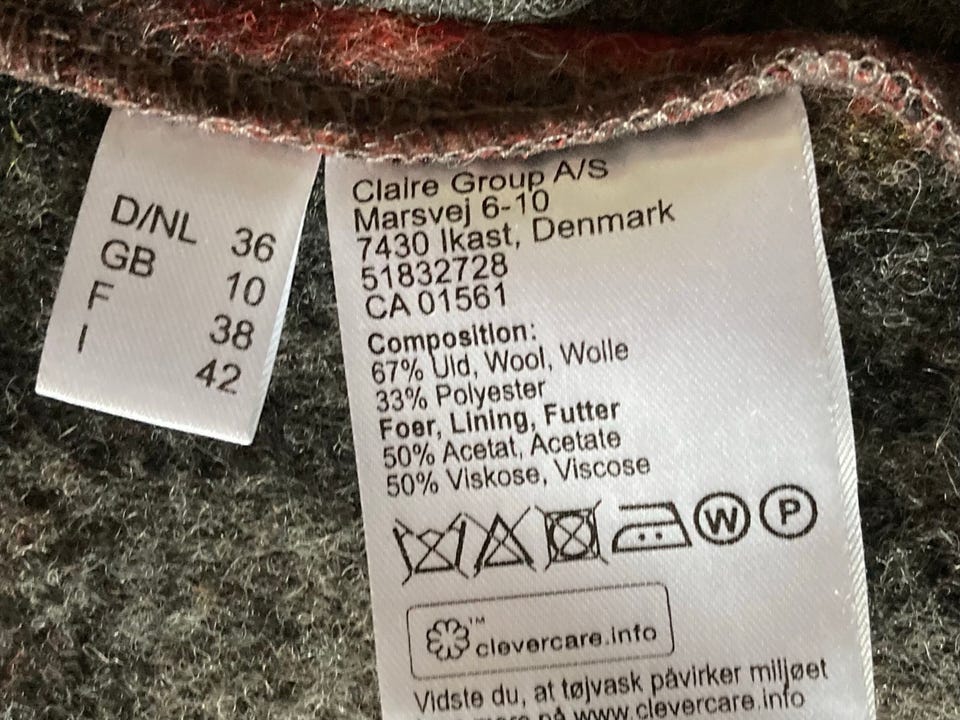 D/NL 36
GB 10
F 38
I 42
Claire Group A/S
Marsvej 6-10
7430 Ikast, Denmark
51832728
CA 01561
Composition:
67% Uld, Wool, Wolle
33% Polyester
Foer, Lining, Futter
50% Acetat, Acetate
50% Viskose, Viscose
W P
™
clevercare.info
Vidste du, at tøjvask påvirker miljøet
på www.clevercare.info